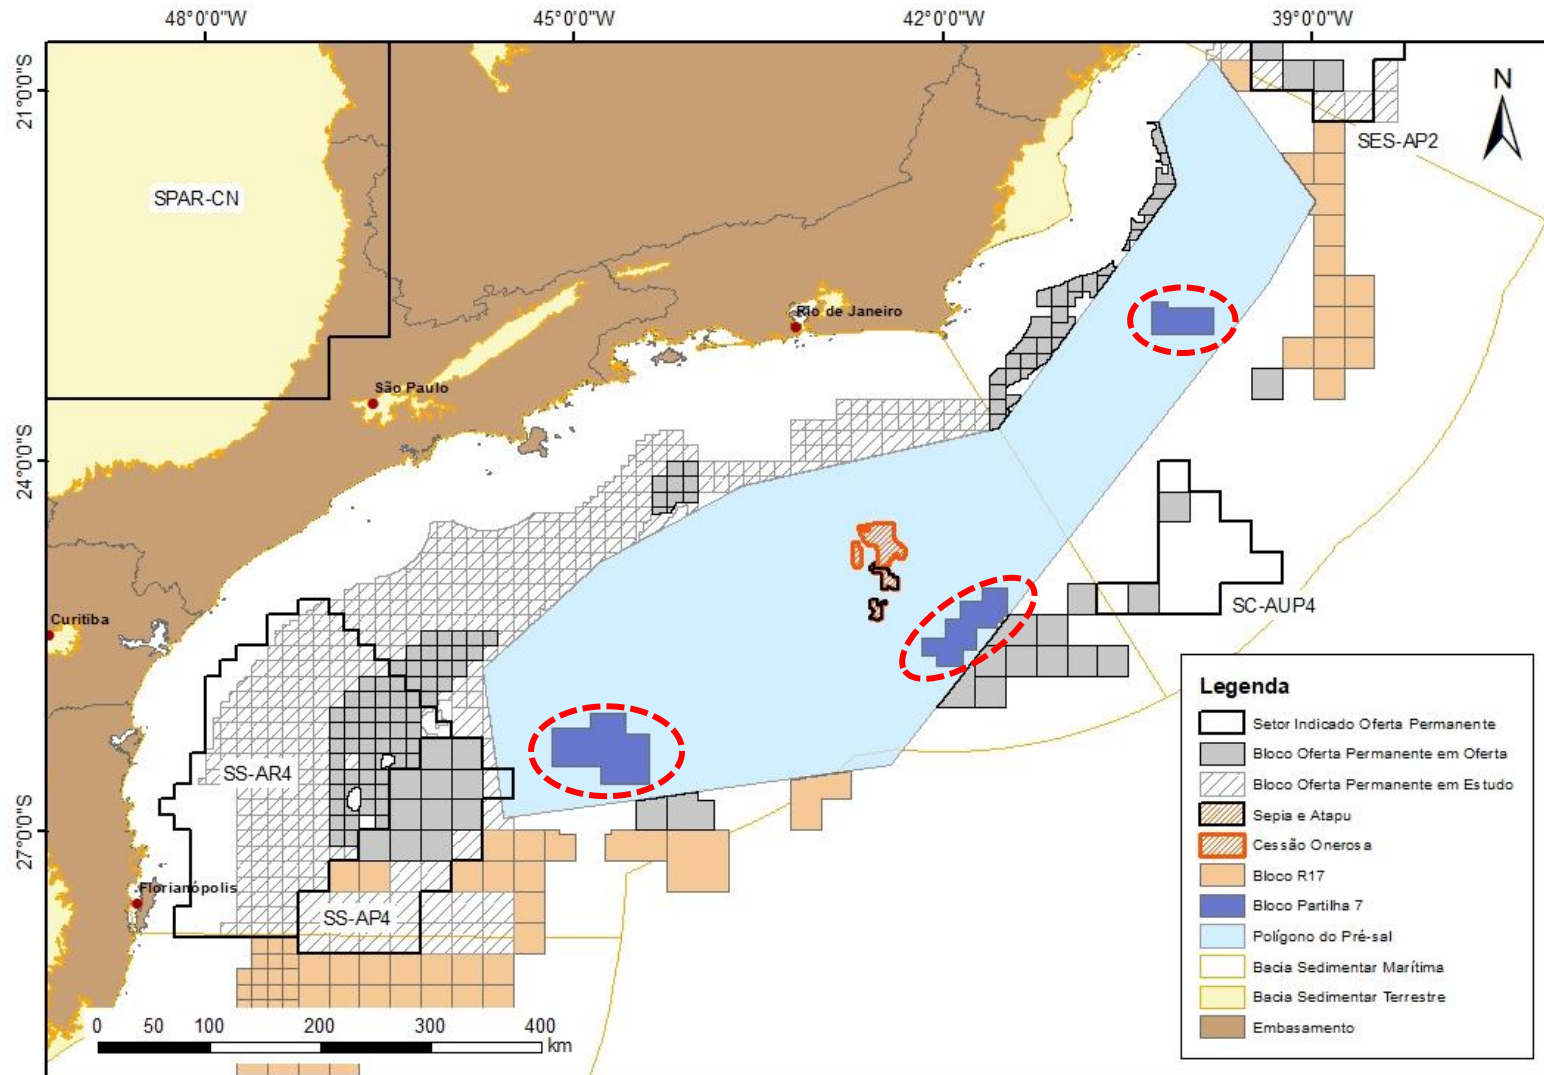 48°0'0"W
45°0'0"W
42°0'0"W
39°0'0"W
21°0'0"S
N
SES-AP2
SPAR-CN
Rio de Janeiro
São Paulo
24°0'0"S
Curitiba
SC-AUP4
SS-AR4
27°0'0"S
Florianópolis
SS-AP4
0 50 100 200 300 400
km
Legenda
Setor Indicado Oferta Permanente
Bloco Oferta Permanente em Oferta
Bloco Oferta Permanente em Estudo
Sepia e Atapu
Cessão Onerosa
Bloco R17
Bloco Partilha 7
Polígono do Pré-sal
Bacia Sedimentar Marítima
Bacia Sedimentar Terrestre
Embasamento